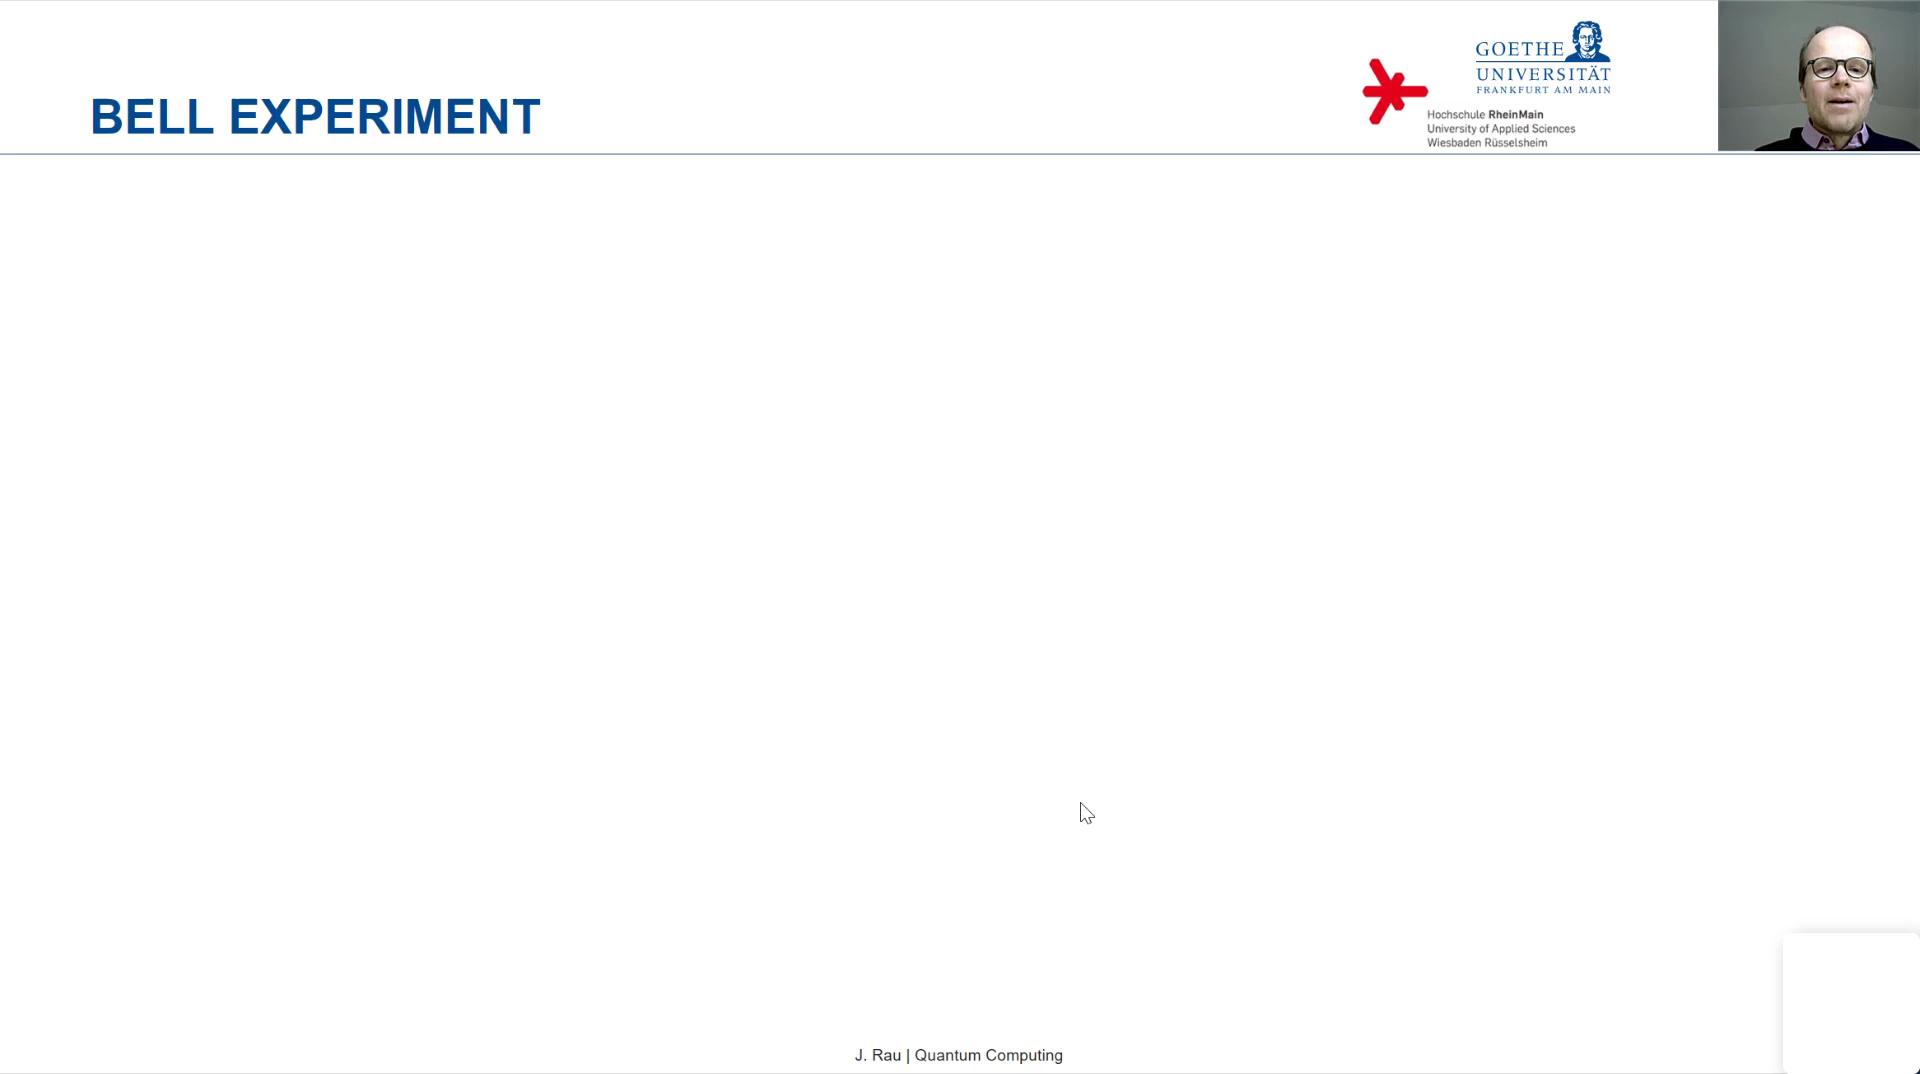 BELL EXPERIMENT
GOETHE
UNIVERSITÄT
FRANKFURT AM MAIN
Hochschule RheinMain
University of Applied Sciences
Wiesbaden Rüsselsheim
J. Rau | Quantum Computing